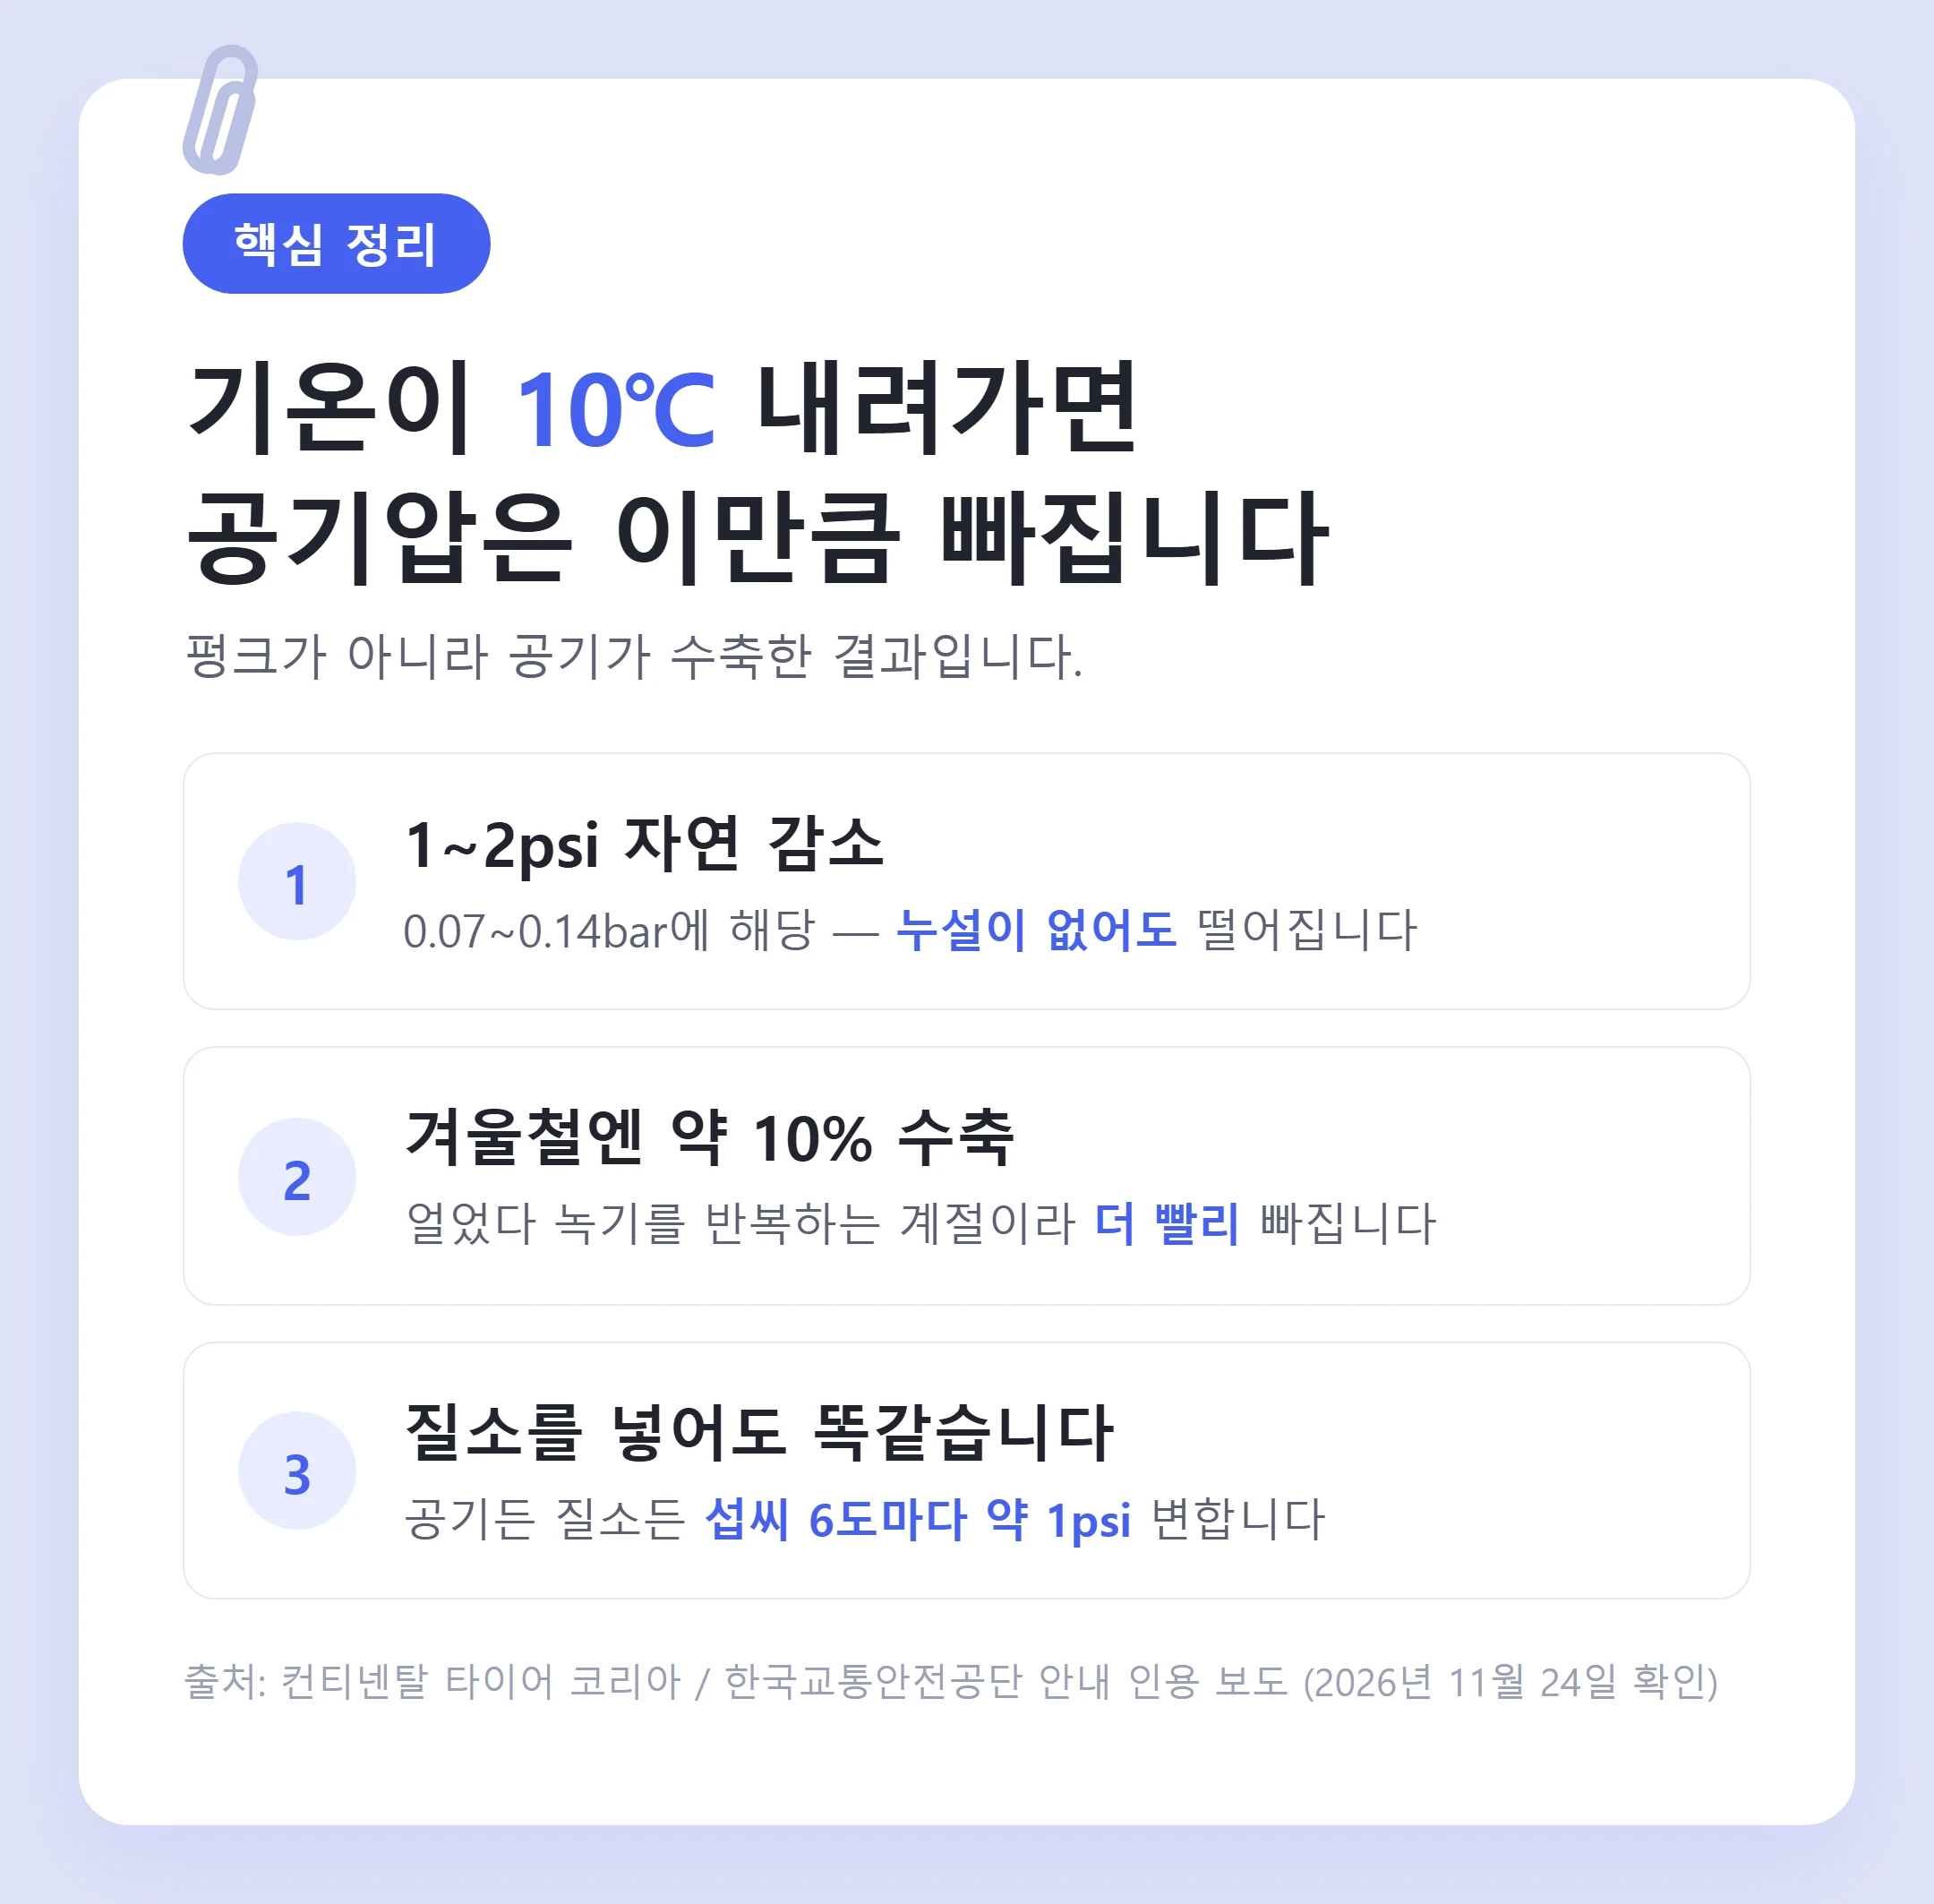 핵심 정리
기온이 10℃ 내려가면
공기압은 이만큼 빠집니다
펑크가 아니라 공기가 수축한 결과입니다.
1
1~2psi 자연 감소
0.07~0.14bar에 해당 — 누설이 없어도 떨어집니다
2
겨울철엔 약 10% 수축
얼었다 녹기를 반복하는 계절이라 더 빨리 빠집니다
3
질소를 넣어도 똑같습니다
공기든 질소든 섭씨 6도마다 약 1psi 변합니다
출처: 컨티넨탈 타이어 코리아 / 한국교통안전공단 안내 인용 보도 (2026년 11월 24일 확인)